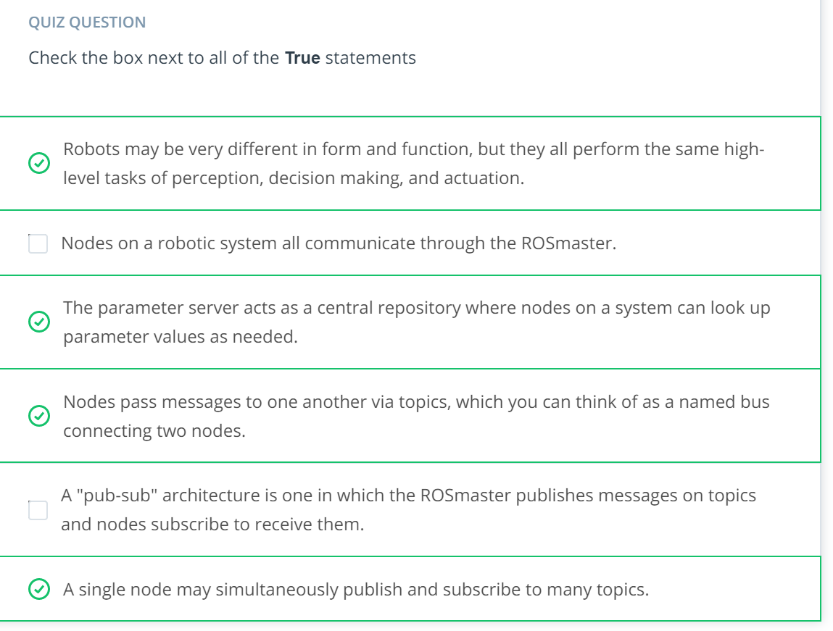 QUIZ QUESTION
Check the box next to all of the True statements
Robots may be very different in form and function, but they all perform the same high-
level tasks of perception, decision making, and actuation.
Nodes on a robotic system all communicate through the ROSmaster.
The parameter server acts as a central repository where nodes on a system can look up
parameter values as needed.
Nodes pass messages to one another via topics, which you can think of as a named bus
connecting two nodes.
A "pub-sub" architecture is one in which the ROSmaster publishes messages on topics
and nodes subscribe to receive them.
A single node may simultaneously publish and subscribe to many topics.